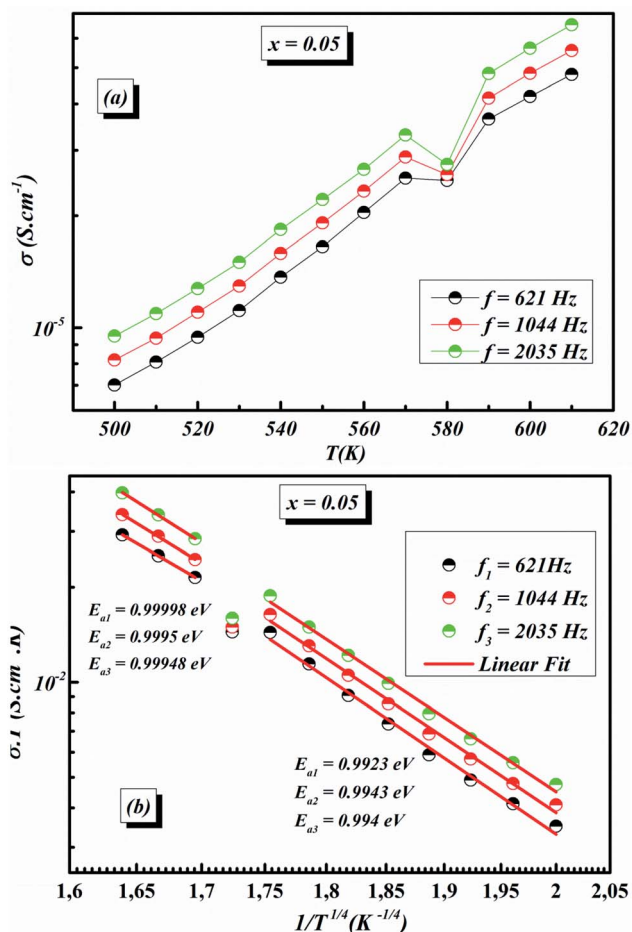 x = 0.05
(a)
σ (S.cm⁻¹)
10⁻⁵
f = 621 Hz
f = 1044 Hz
f = 2035 Hz
500 520 540 560 580 600 620
T(K)
x = 0.05
f₁ = 621Hz
f₂ = 1044 Hz
f₃ = 2035 Hz
Linear Fit
Eₐ₁ = 0.99998 eV
Eₐ₂ = 0.9995 eV
Eₐ₃ = 0.99948 eV
10⁻²
Eₐ₁ = 0.9923 eV
Eₐ₂ = 0.9943 eV
Eₐ₃ = 0.994 eV
(b)
1,6 1,65 1,7 1,75 1,8 1,85 1,9 1,95 2 2,05
1/T¹ᐟ⁴(K⁻¹ᐟ⁴)